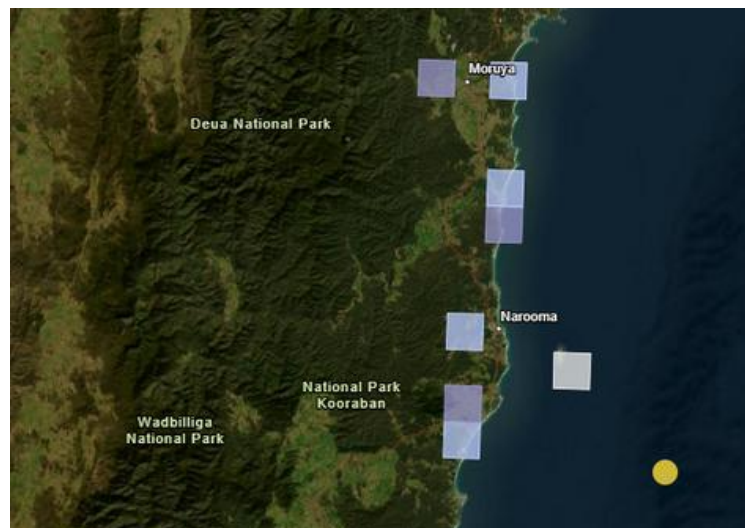 Moruya
Deua National Park
Narooma
National Park
Kooraban
Wadbilliga
National Park